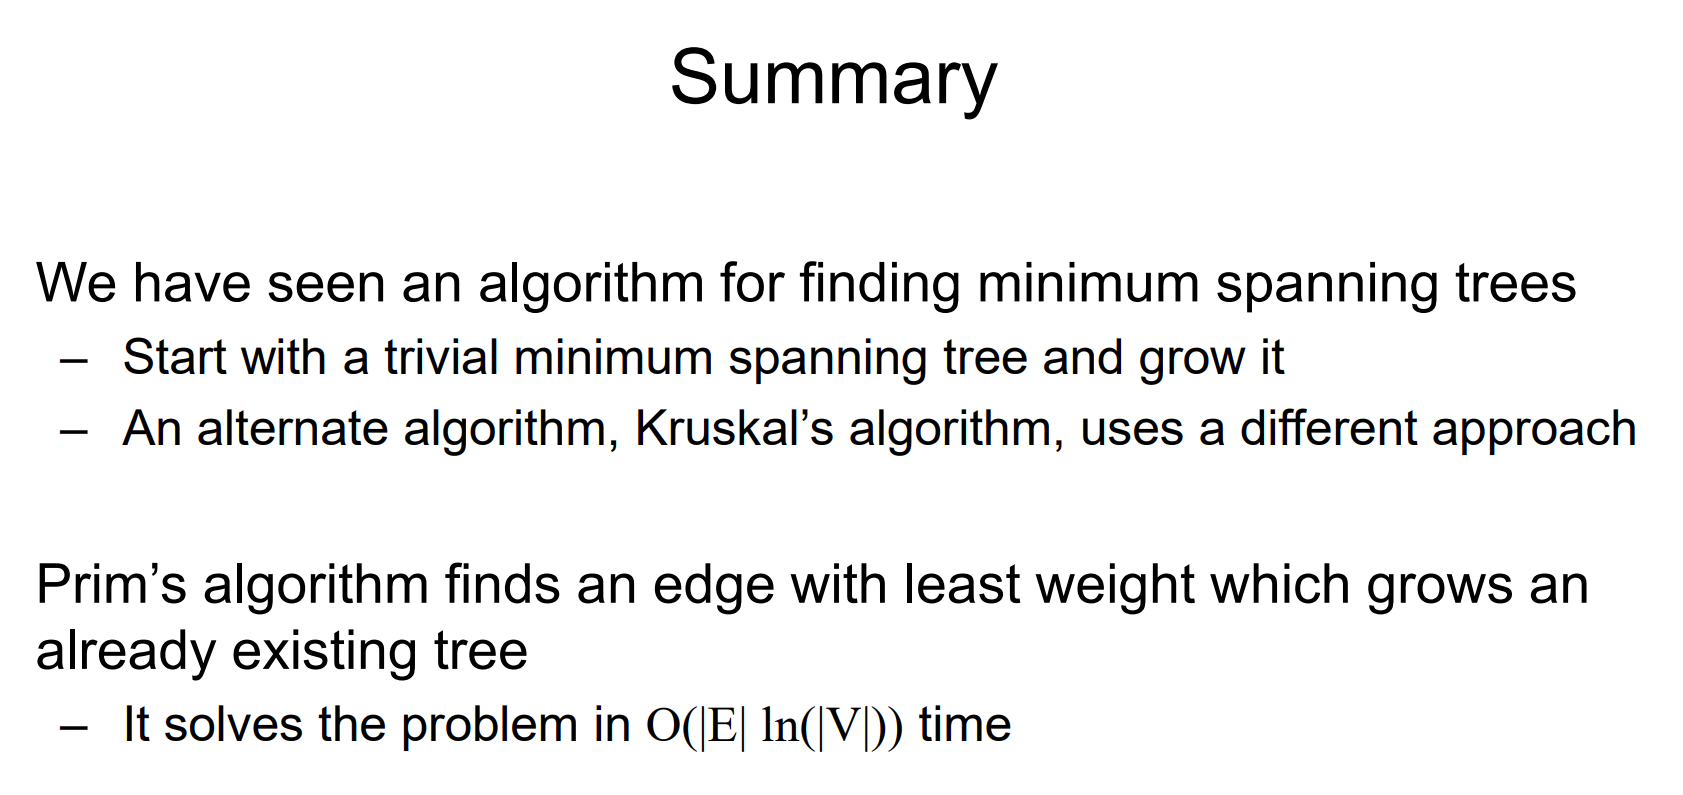 Summary
We have seen an algorithm for finding minimum spanning trees
– Start with a trivial minimum spanning tree and grow it
– An alternate algorithm, Kruskal’s algorithm, uses a different approach
Prim’s algorithm finds an edge with least weight which grows an
already existing tree
– It solves the problem in O(|E| ln(|V|)) time